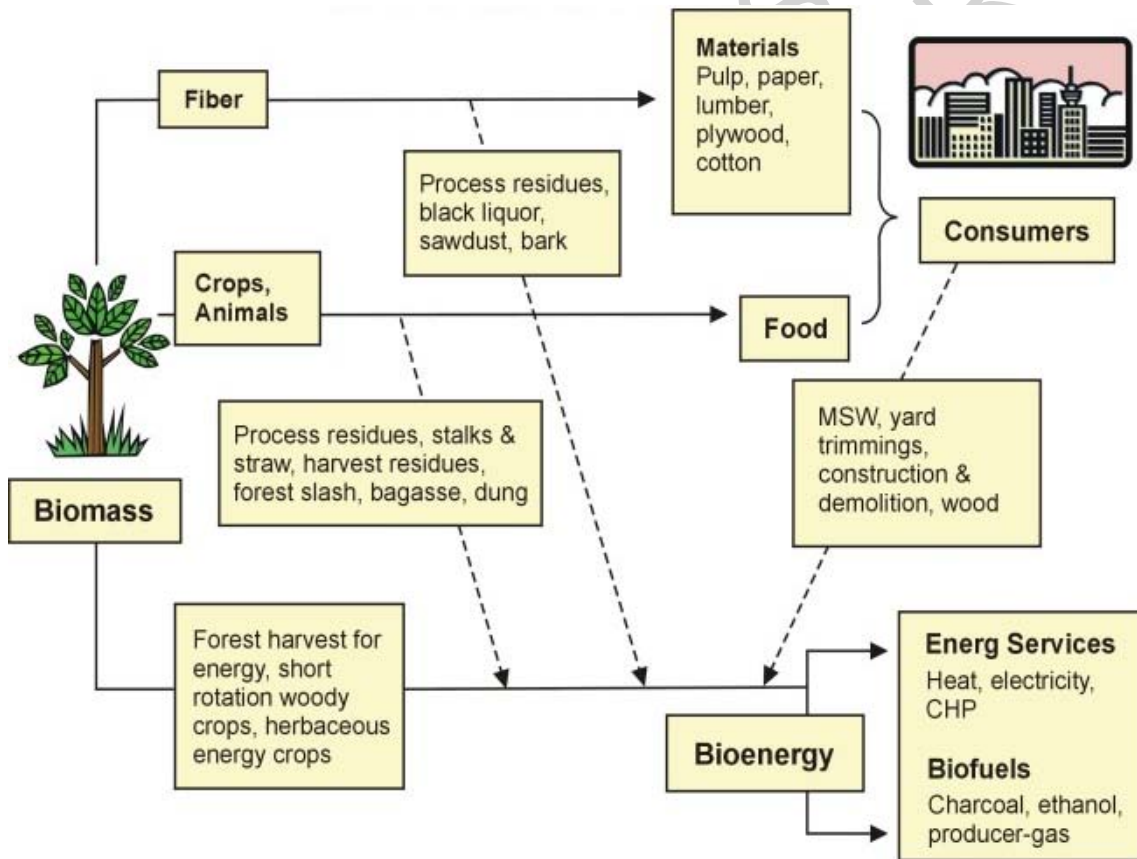 Fiber
Materials
Pulp, paper,
lumber,
plywood,
cotton
Process residues,
black liquor,
sawdust, bark
Consumers
Crops,
Animals
Food
Process residues, stalks &
straw, harvest residues,
forest slash, bagasse, dung
MSW, yard
trimmings,
construction &
demolition, wood
Biomass
Forest harvest for
energy, short
rotation woody
crops, herbaceous
energy crops
Bioenergy
Energ Services
Heat, electricity,
CHP
Biofuels
Charcoal, ethanol,
producer-gas